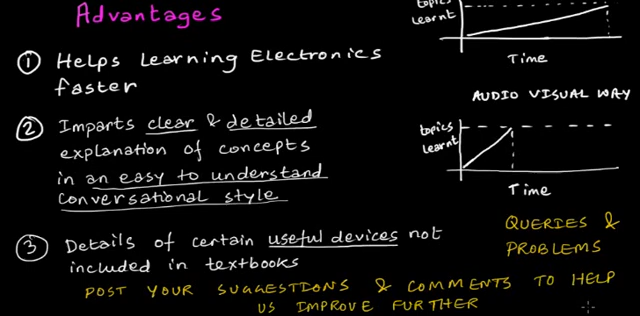 Advantages
① Helps Learning Electronics
faster
② Imparts clear & detailed
explanation of concepts
in an easy to understand
conversational style
③ Details of certain useful devices not
included in textbooks
topics
learnt
Time
AUDIO VISUAL WAY
topics
learnt
Time
QUERIES &
PROBLEMS
POST YOUR SUGGESTIONS & COMMENTS TO HELP
US IMPROVE FURTHER